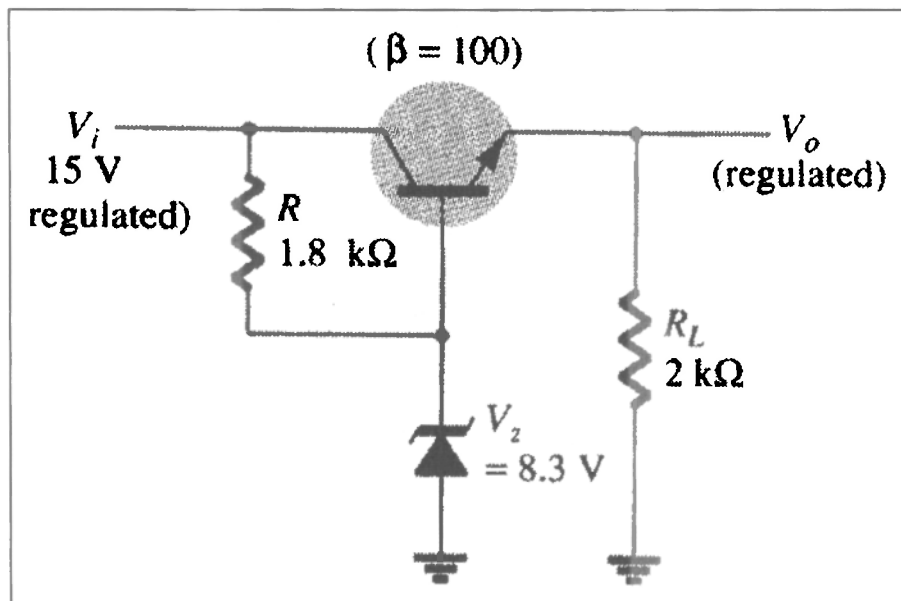 (β = 100)
V_i
15 V
regulated)
R
1.8 kΩ
V_o
(regulated)
R_L
2 kΩ
V_z
= 8.3 V